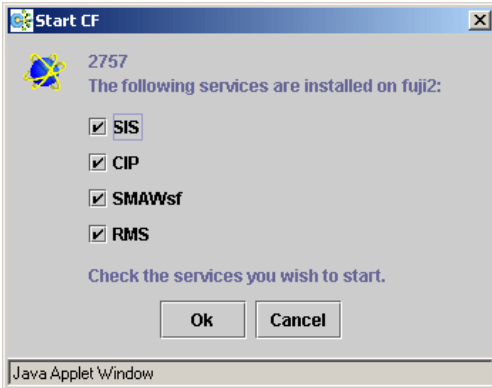 Start CF
2757
The following services are installed on fuji2:
SIS
CIP
SMAWsf
RMS
Check the services you wish to start.
Ok Cancel
Java Applet Window